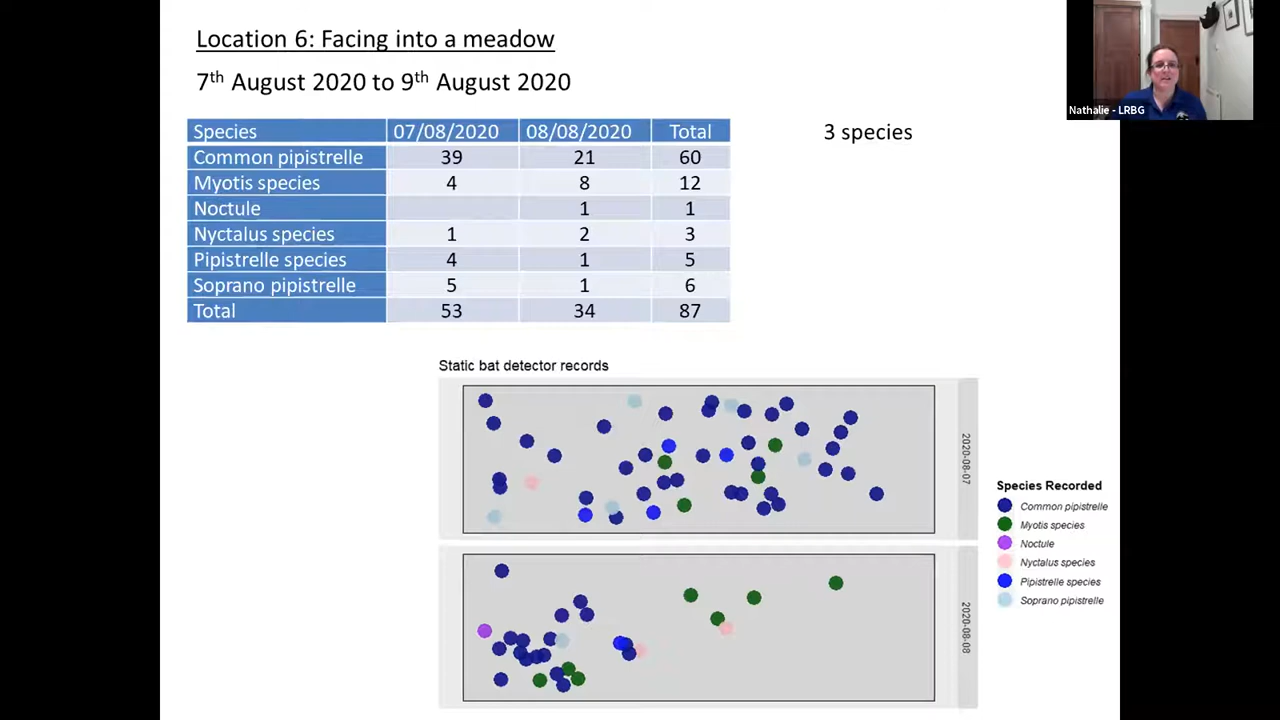 Location 6: Facing into a meadow
7th August 2020 to 9th August 2020
Nathalie - LRBG
Species 07/08/2020 08/08/2020 Total
Common pipistrelle 39 21 60
Myotis species 4 8 12
Noctule 1 1
Nyctalus species 1 2 3
Pipistrelle species 4 1 5
Soprano pipistrelle 5 1 6
Total 53 34 87
3 species
Static bat detector records
2020-08-07
2020-08-08
Species Recorded
Common pipistrelle
Myotis species
Noctule
Nyctalus species
Pipistrelle species
Soprano pipistrelle